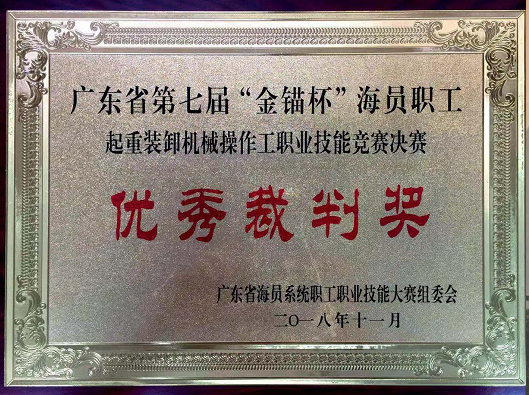 广东省第七届“金锚杯”海员职工
起重装卸机械操作工职业技能竞赛决赛
优秀裁判奖
广东省海员系统职工职业技能大赛组委会
二〇一八年十一月